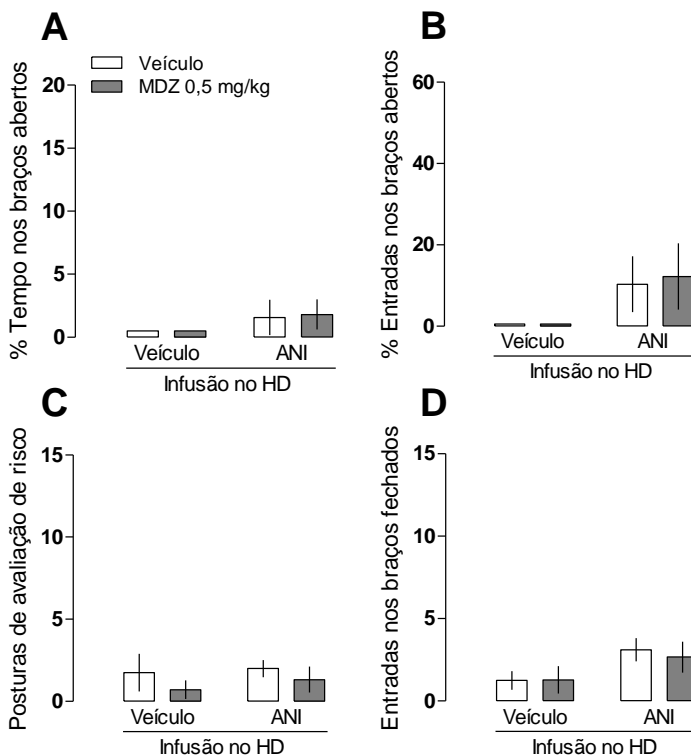 A
Veículo
MDZ 0,5 mg/kg
% Tempo nos braços abertos
20
15
10
5
0
Veículo
ANI
Infusão no HD
B
% Entradas nos braços abertos
60
40
20
0
Veículo
ANI
Infusão no HD
C
Posturas de avaliação de risco
15
10
5
0
Veículo
ANI
Infusão no HD
D
Entradas nos braços fechados
15
10
5
0
Veículo
ANI
Infusão no HD